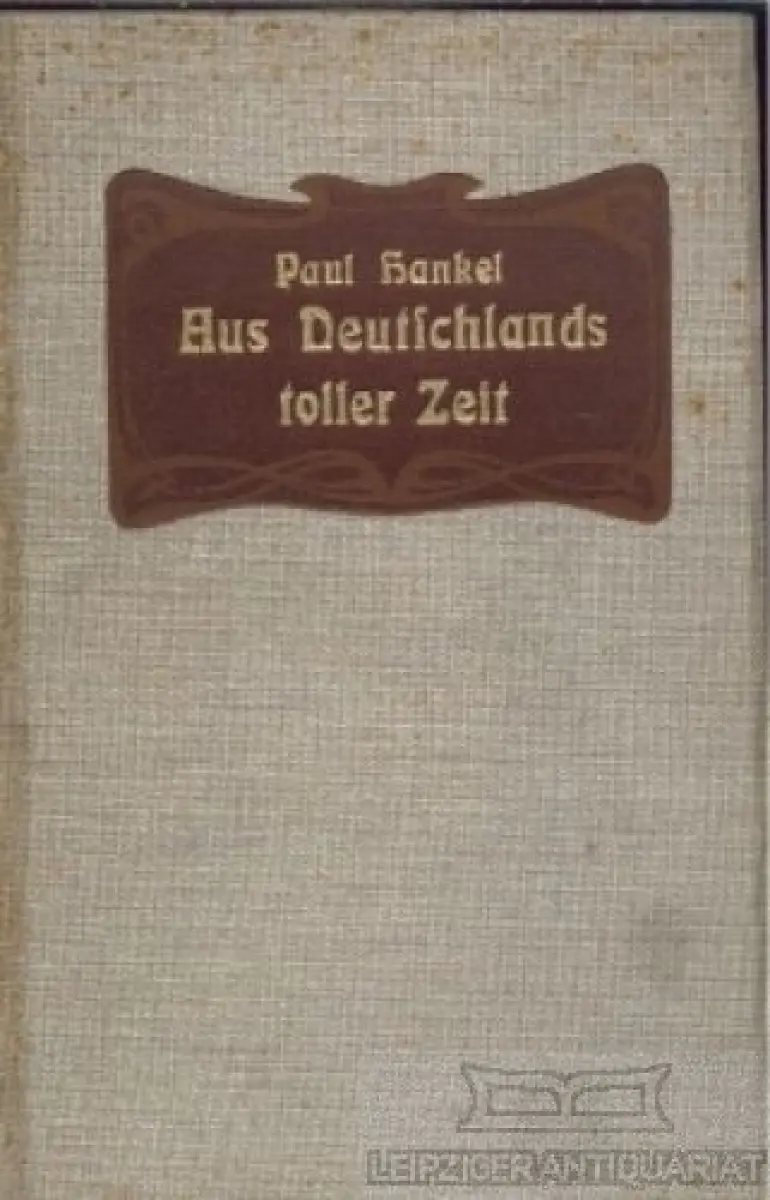 Paul Hankel
Aus Deutſchlands
toller Zeit
LEIPZIGER ANTIQUARIAT